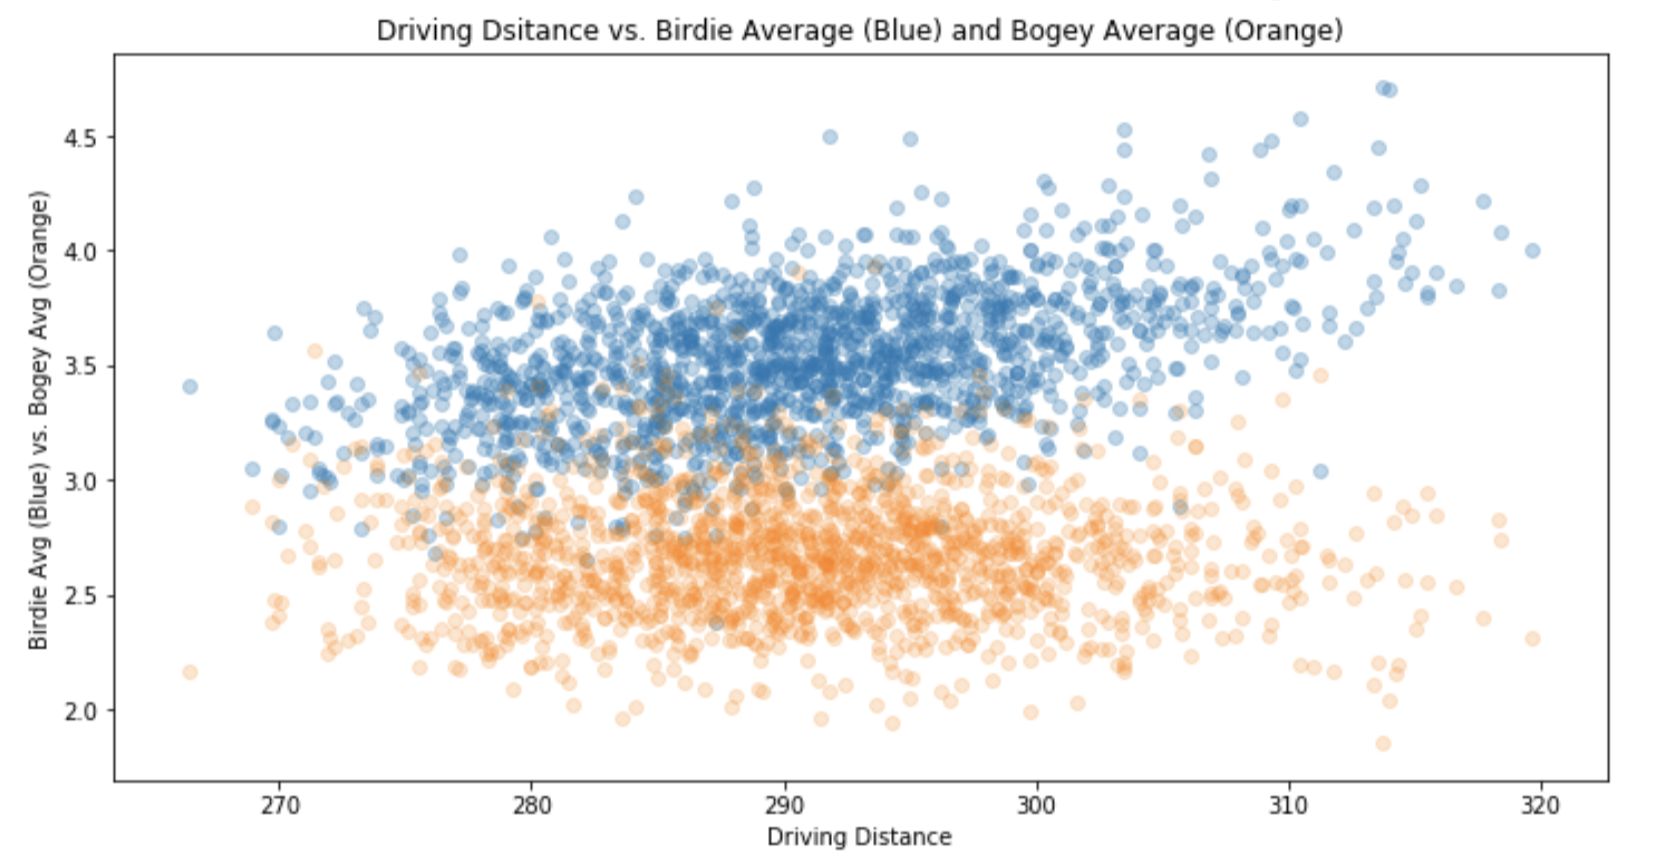 Driving Dsitance vs. Birdie Average (Blue) and Bogey Average (Orange)
Birdie Avg (Blue) vs. Bogey Avg (Orange)
4.5
4.0
3.5
3.0
2.5
2.0
270 280 290 300 310 320
Driving Distance